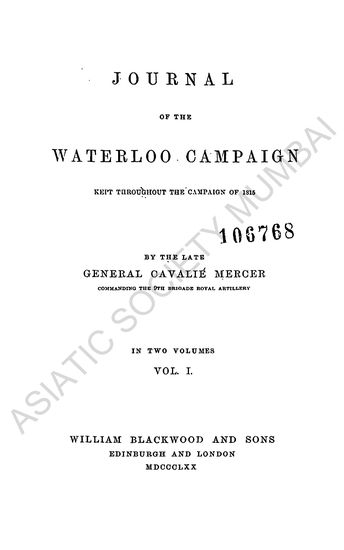 JOURNAL
OF THE
WATERLOO CAMPAIGN
KEPT THROUGHOUT THE CAMPAIGN OF 1815
106768
BY THE LATE
GENERAL CAVALIÉ MERCER
COMMANDING THE 9TH BRIGADE ROYAL ARTILLERY
IN TWO VOLUMES
VOL. I.
WILLIAM BLACKWOOD AND SONS
EDINBURGH AND LONDON
MDCCCLXX
ASIATIC SOCIETY MUMBAI